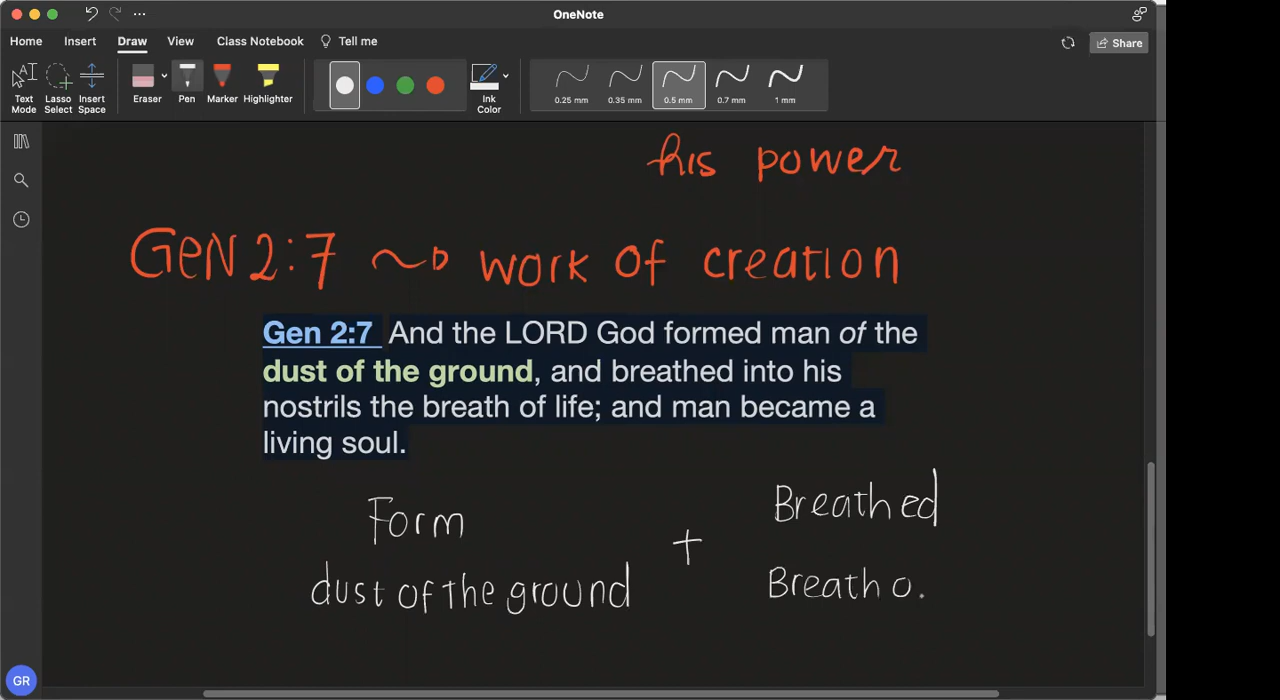 OneNote
Home Insert Draw View Class Notebook Tell me
Share
Text Mode
Lasso Select
Insert Space
Eraser
Pen
Marker
Highlighter
Ink Color
0.25 mm 0.35 mm 0.5 mm 0.7 mm 1 mm
his power
GeN 2:7 work of creation
Gen 2:7 And the LORD God formed man of the
dust of the ground, and breathed into his
nostrils the breath of life; and man became a
living soul.
Form
dust of the ground
+
Breathed
Breath o.
GR